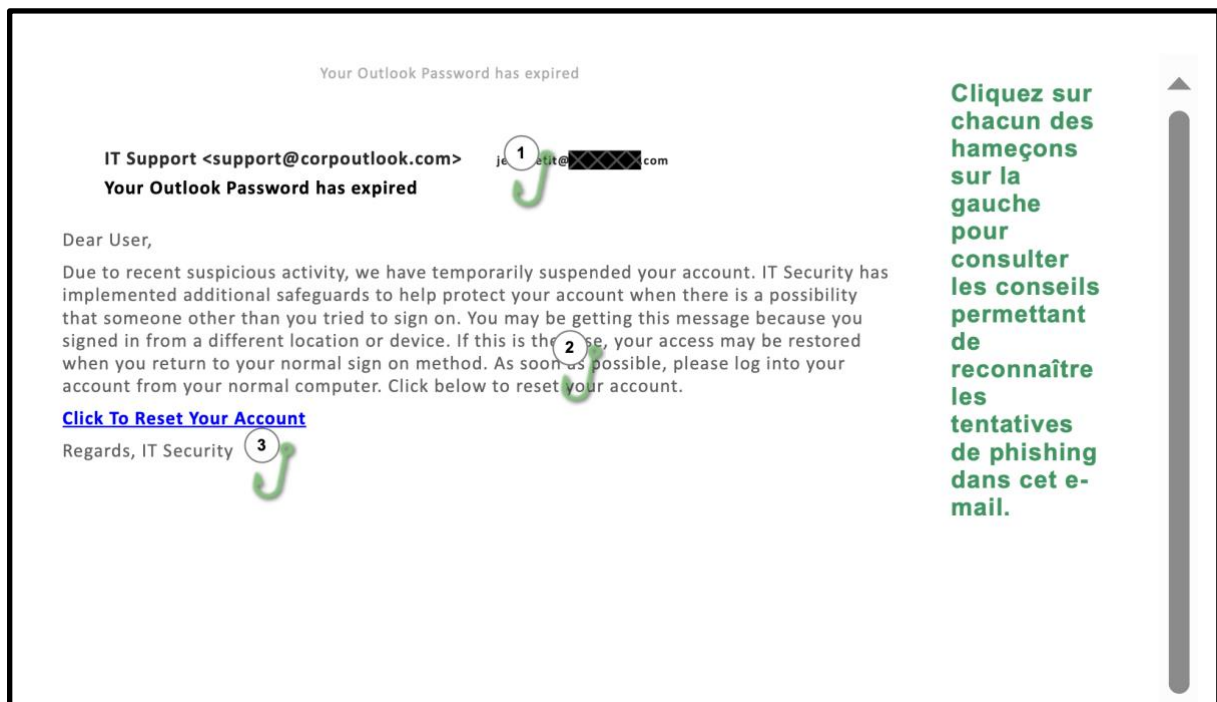 Your Outlook Password has expired
IT Support <support@corpoutlook.com>
1
.com
Your Outlook Password has expired
Dear User,
Due to recent suspicious activity, we have temporarily suspended your account. IT Security has
implemented additional safeguards to help protect your account when there is a possibility
that someone other than you tried to sign on. You may be getting this message because you
signed in from a different location or device. If this is the 2 your access may be restored
when you return to your normal sign on method. As soon as possible, please log into your
account from your normal computer. Click below to reset your account.
Click To Reset Your Account
Regards, IT Security 3
Cliquez sur
chacun des
hameçons
sur la
gauche
pour
consulter
les conseils
permettant
de
reconnaître
les
tentatives
de phishing
dans cet e-
mail.